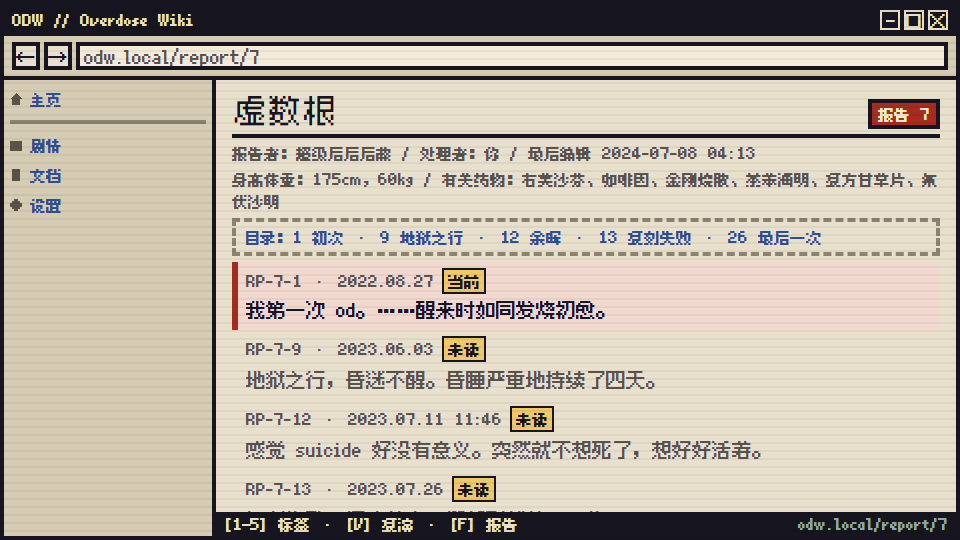 ODW // Overdose Wiki
odw.local/report/7
主页
剧情
文档
设置
虚数根
报告 7
报告者: 超级后后后曲 / 处理者: 你 / 最后编辑 2024-07-08 04:13
身高体重: 175cm, 60kg / 有关药物: 右美沙芬、咖啡因、金刚烷胺、苯茚、复方甘草片、氟
伏沙明
目录: 1 初次 · 9 地狱之行 · 12 余晖 · 13 复刻失败 · 26 最后一次
RP-7-1 · 2022.08.27 当前
我第一次 od。……醒来时如同发烧初愈。
RP-7-9 · 2023.06.03 未读
地狱之行，昏迷不醒。昏睡严重地持续了四天。
RP-7-12 · 2023.07.11 11:46 未读
感觉 suicide 好没有意义。突然就不想死了，想好好活着。
RP-7-13 · 2023.07.26 未读
[1-5] 标签 · [V] 复读 · [F] 报告
odw.local/report/7